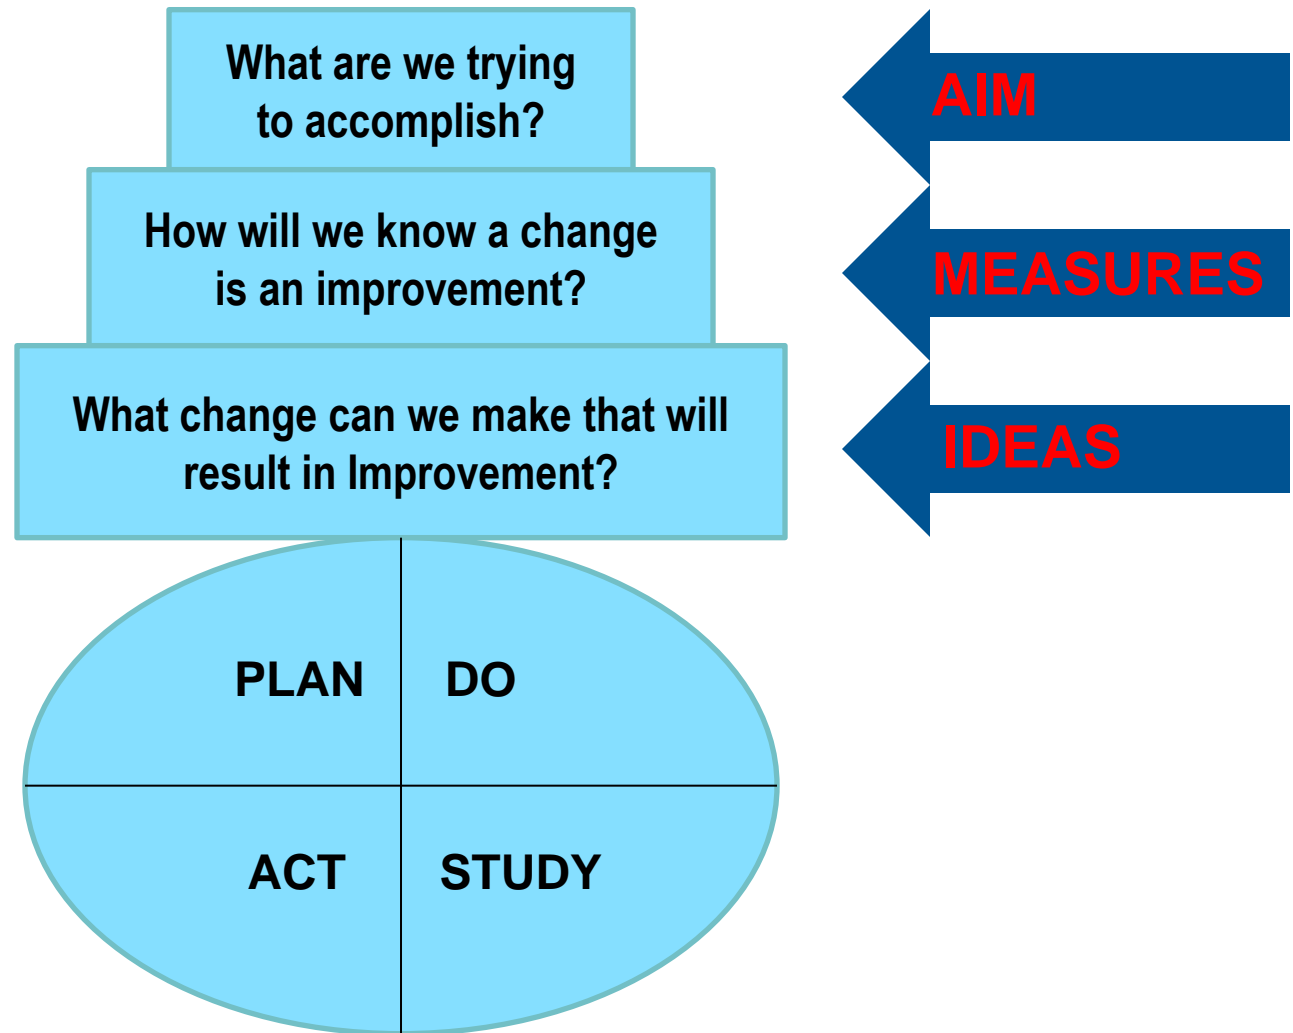 What are we trying
to accomplish?
AIM
How will we know a change
is an improvement?
MEASURES
What change can we make that will
result in Improvement?
IDEAS
PLAN
DO
ACT
STUDY